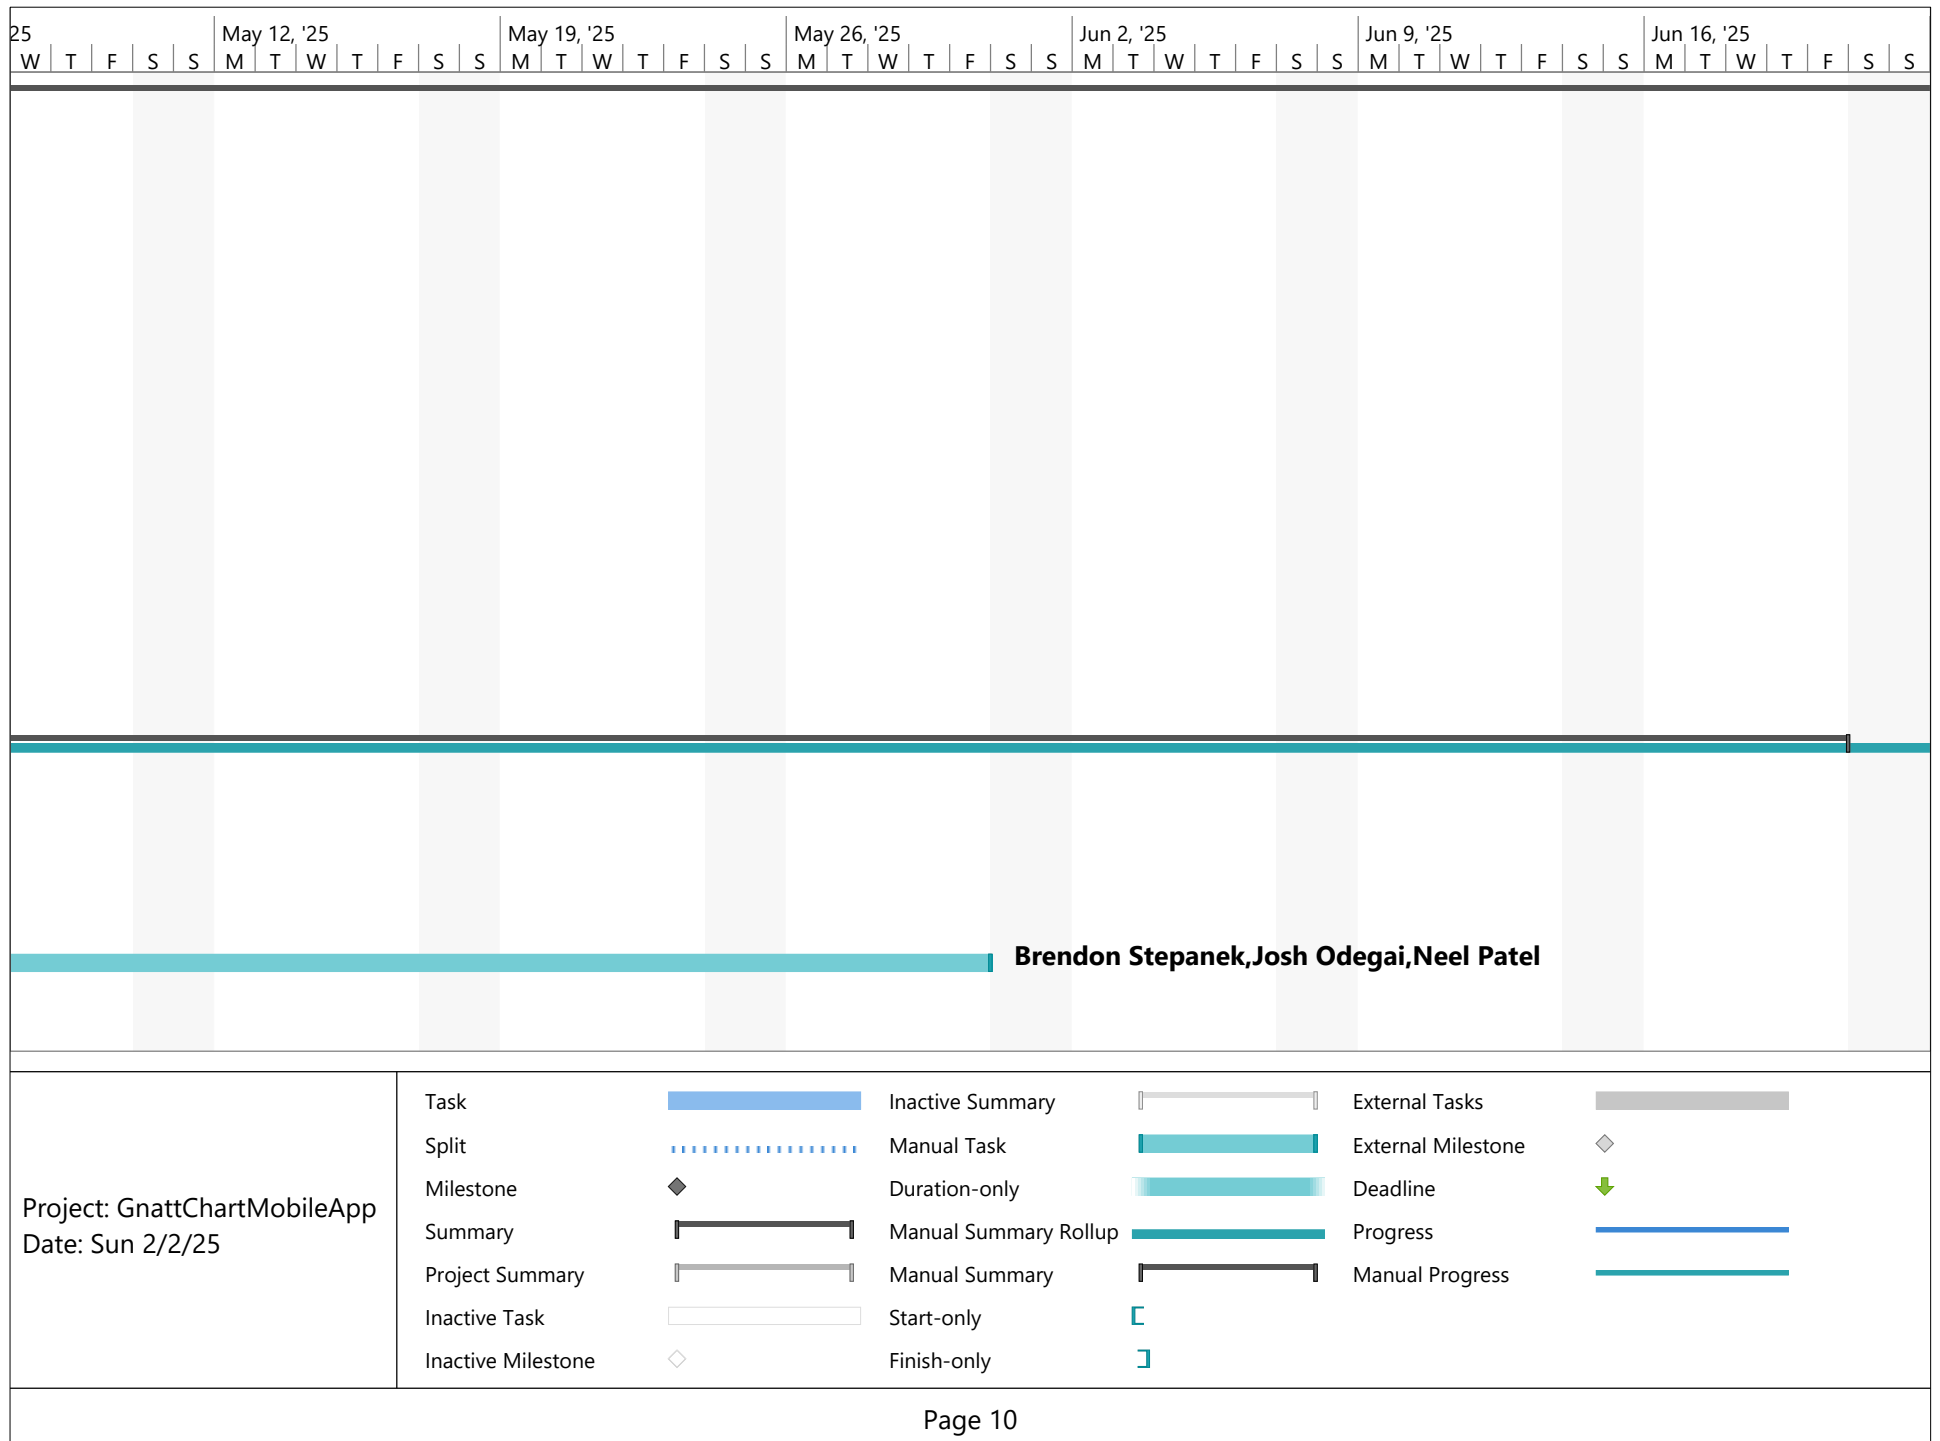 25 May 12, '25 May 19, '25 May 26, '25 Jun 2, '25 Jun 9, '25 Jun 16, '25
W T F S S M T W T F S S M T W T F S S M T W T F S S M T W T F S S M T W T F S S M T W T F S S
Brendon Stepanek,Josh Odegai,Neel Patel
Project: GnattChartMobileApp
Date: Sun 2/2/25
Task
Split
Milestone
Summary
Project Summary
Inactive Task
Inactive Milestone
Inactive Summary
Manual Task
Duration-only
Manual Summary Rollup
Manual Summary
Start-only
Finish-only
External Tasks
External Milestone
Deadline
Progress
Manual Progress
Page 10